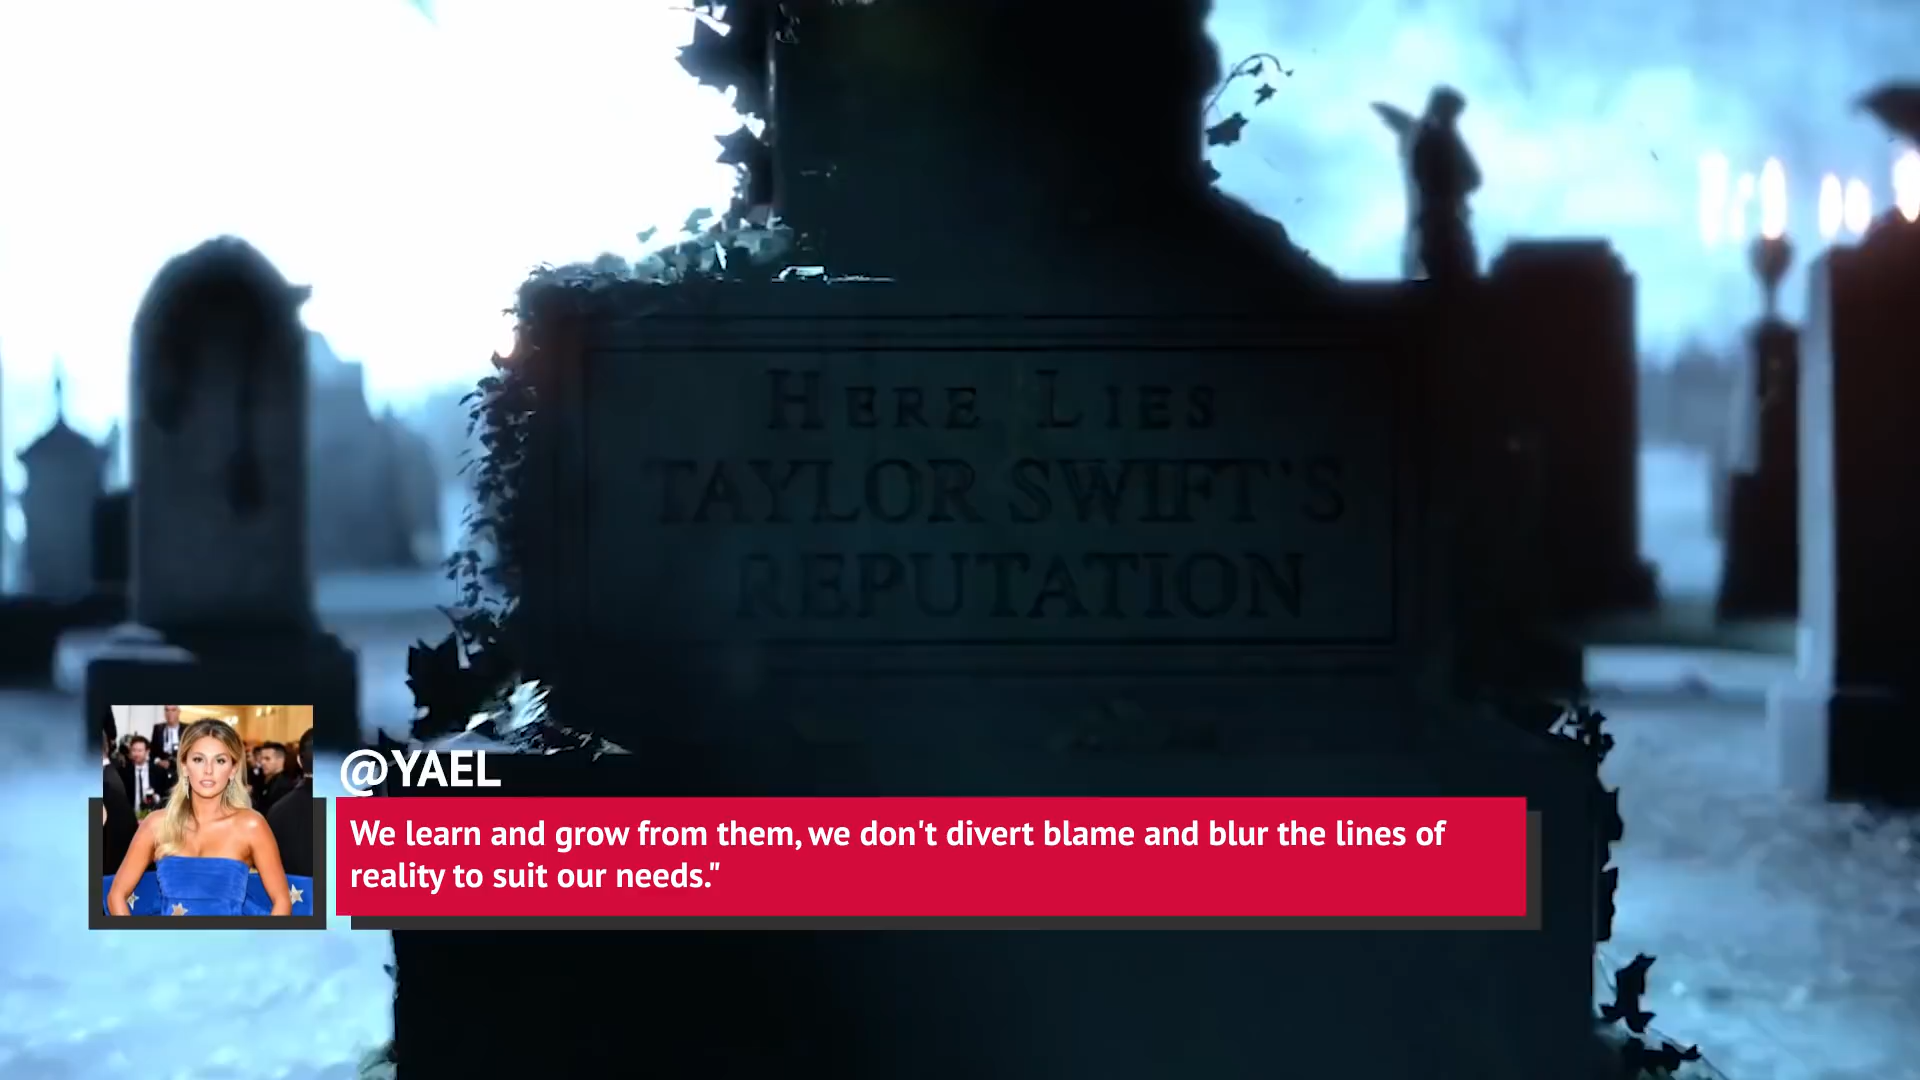 HERE LIES
TAYLOR SWIFT'S
REPUTATION
@YAEL
We learn and grow from them, we don't divert blame and blur the lines of
reality to suit our needs."